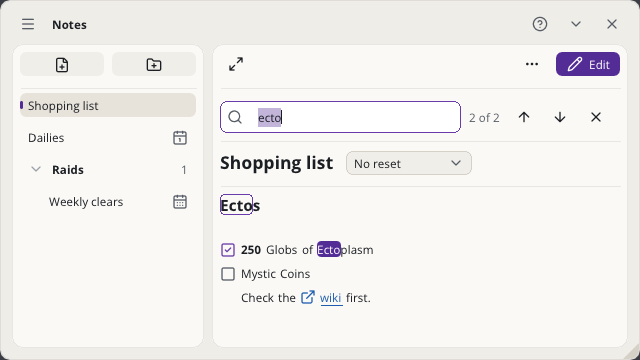 Notes
Edit
Shopping list
ecto
2 of 2
Dailies
Shopping list
No reset
Raids
1
Weekly clears
Ectos
250 Globs of Ectoplasm
Mystic Coins
Check the wiki first.